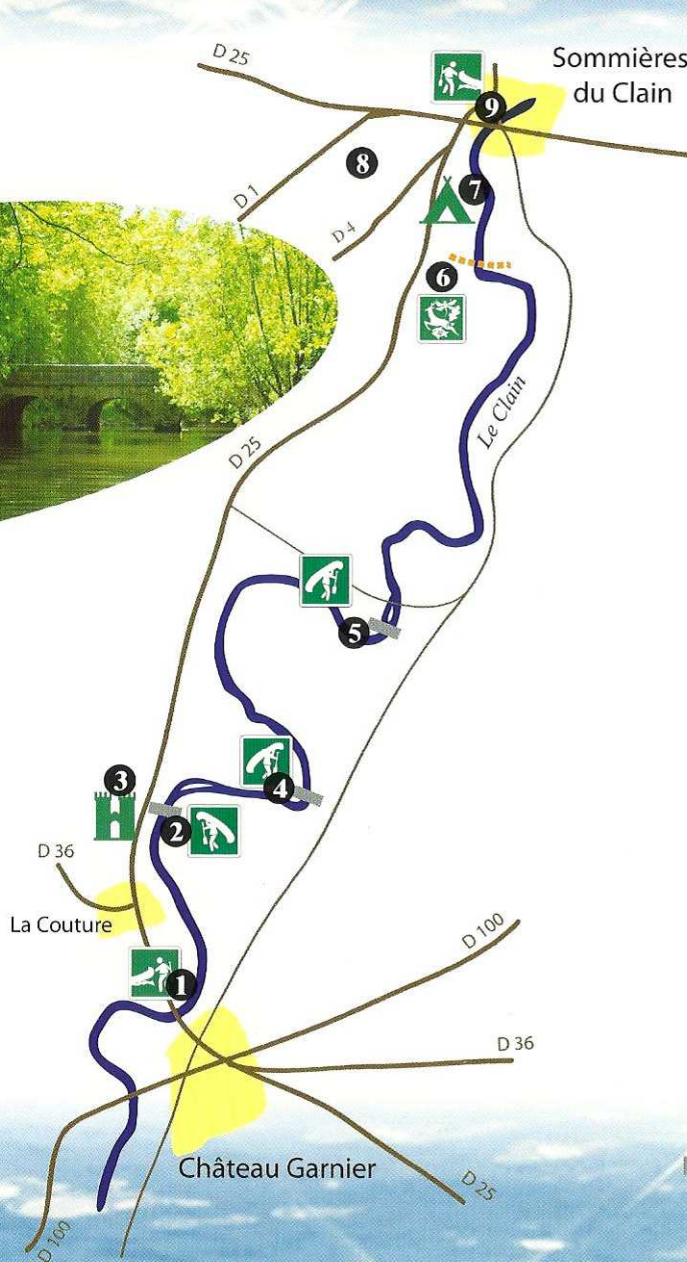 D 25
Sommières
du Clain
9
8
D 1
7
D 4
6
Le Clain
D 25
5
3
4
2
D 36
La Couture
D 100
1
D 36
Château Garnier
D 25
D 100